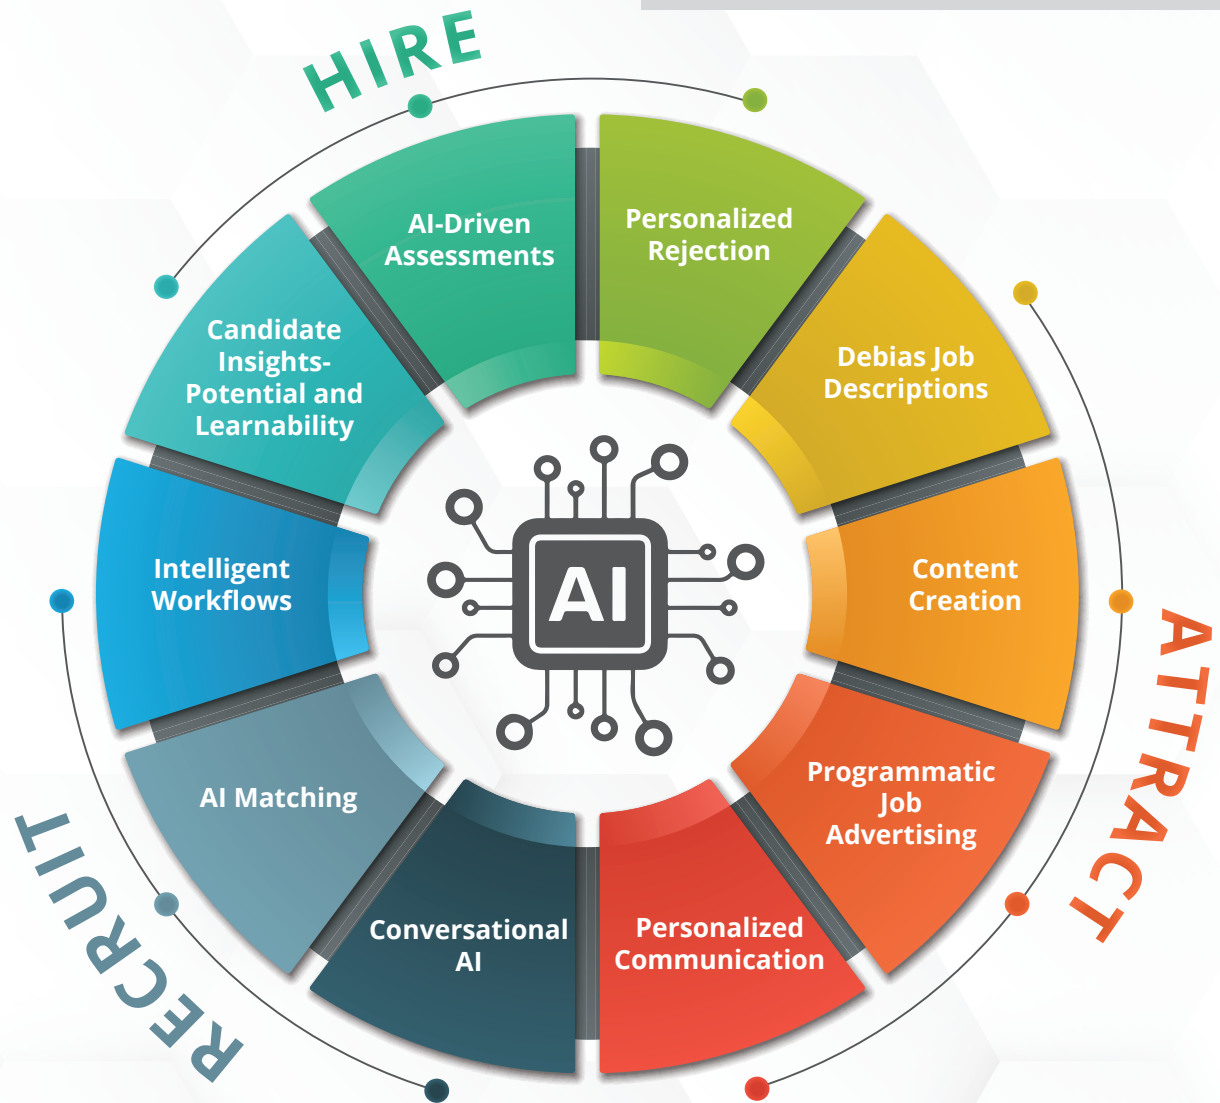 HIRE
AI-Driven
Assessments
Personalized
Rejection
Candidate
Insights-
Potential and
Learnability
Debias Job
Descriptions
Intelligent
Workflows
AI
Content
Creation
ATTRACT
AI Matching
Programmatic
Job
Advertising
RECRUIT
Conversational
AI
Personalized
Communication